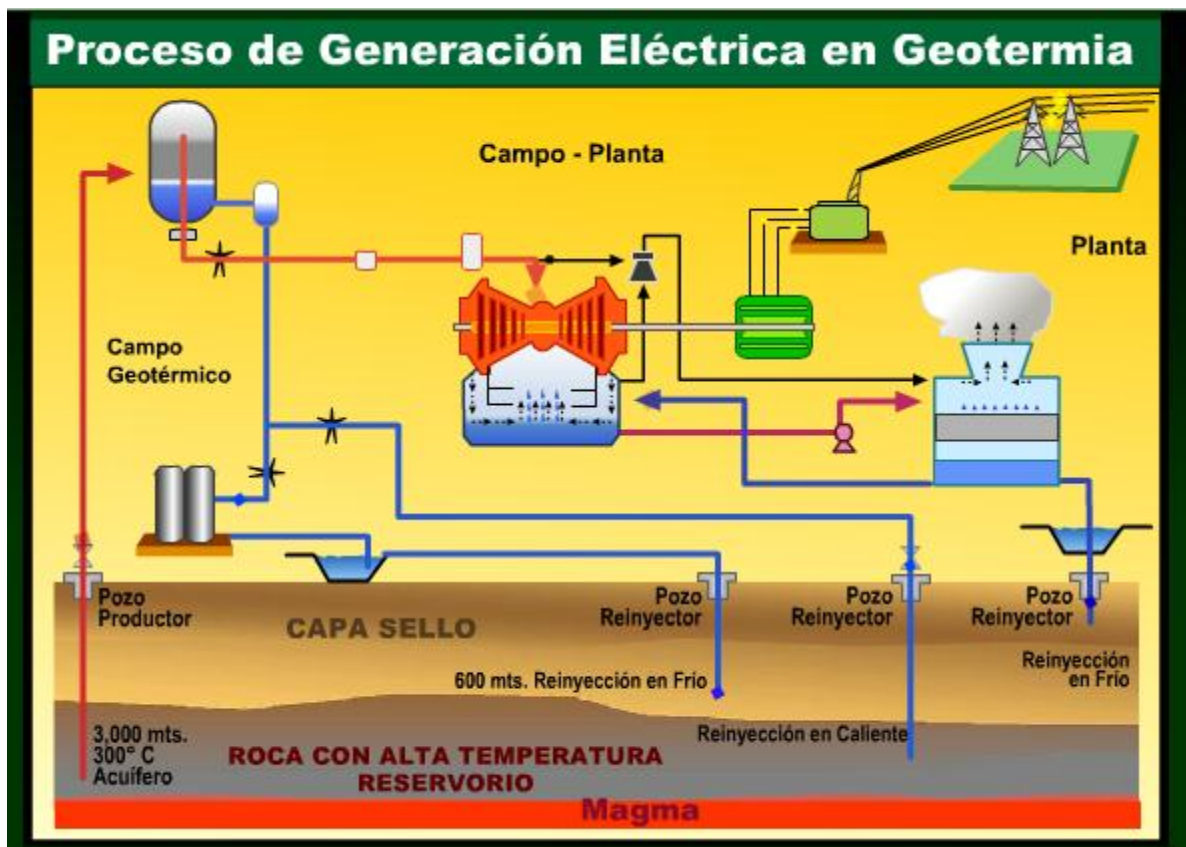 Proceso de Generación Eléctrica en Geotermia
Campo - Planta
Planta
Campo
Geotérmico
Pozo
Productor
CAPA SELLO
Pozo
Reinyector
Pozo
Reinyector
Pozo
Reinyector
600 mts. Reinyección en Frío
Reinyección
en Frío
3,000 mts.
300° C
Acuífero
Reinyección en Caliente
ROCA CON ALTA TEMPERATURA
RESERVORIO
Magma